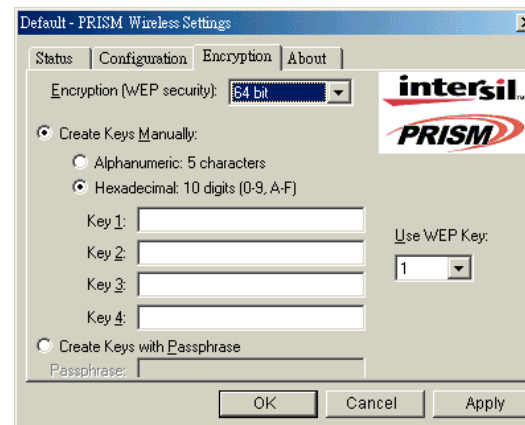 Default - PRISM Wireless Settings
Status Configuration Encryption About
Encryption (WEP security): 64 bit
intersil
PRISM
Create Keys Manually:
Alphanumeric: 5 characters
Hexadecimal: 10 digits (0-9, A-F)
Key 1:
Key 2:
Key 3:
Key 4:
Use WEP Key:
1
Create Keys with Passphrase
Passphrase:
OK Cancel Apply